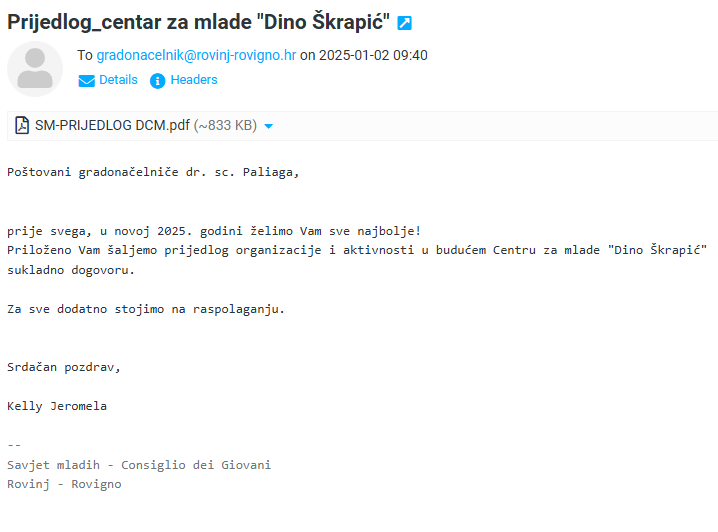 Prijedlog_centar za mlade "Dino Škrapić"
To gradonacelnik@rovinj-rovigno.hr on 2025-01-02 09:40
Details Headers
SM-PRIJEDLOG DCM.pdf (~833 KB)
Poštovani gradonačelniče dr. sc. Paliaga,
prije svega, u novoj 2025. godini želimo Vam sve najbolje!
Priloženo Vam šaljemo prijedlog organizacije i aktivnosti u budućem Centru za mlade "Dino Škrapić"
sukladno dogovoru.
Za sve dodatno stojimo na raspolaganju.
Srdačan pozdrav,
Kelly Jeromela
--
Savjet mladih - Consiglio dei Giovani
Rovinj - Rovigno